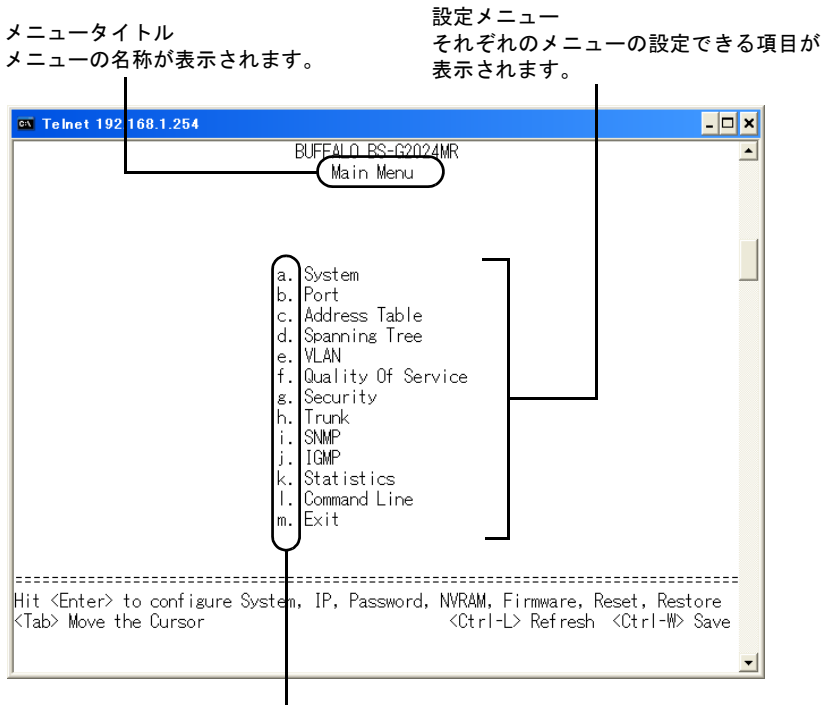 メニュータイトル
メニューの名称が表示されます。
設定メニュー
それぞれのメニューの設定できる項目が
表示されます。
Telnet 192.168.1.254
BUFFALO BS-G2024MR
Main Menu
a. System
b. Port
c. Address Table
d. Spanning Tree
e. VLAN
f. Quality Of Service
g. Security
h. Trunk
i. SNMP
j. IGMP
k. Statistics
l. Command Line
m. Exit
Hit <Enter> to configure System, IP, Password, NVRAM, Firmware, Reset, Restore
<Tab> Move the Cursor <Ctrl-L> Refresh <Ctrl-W> Save